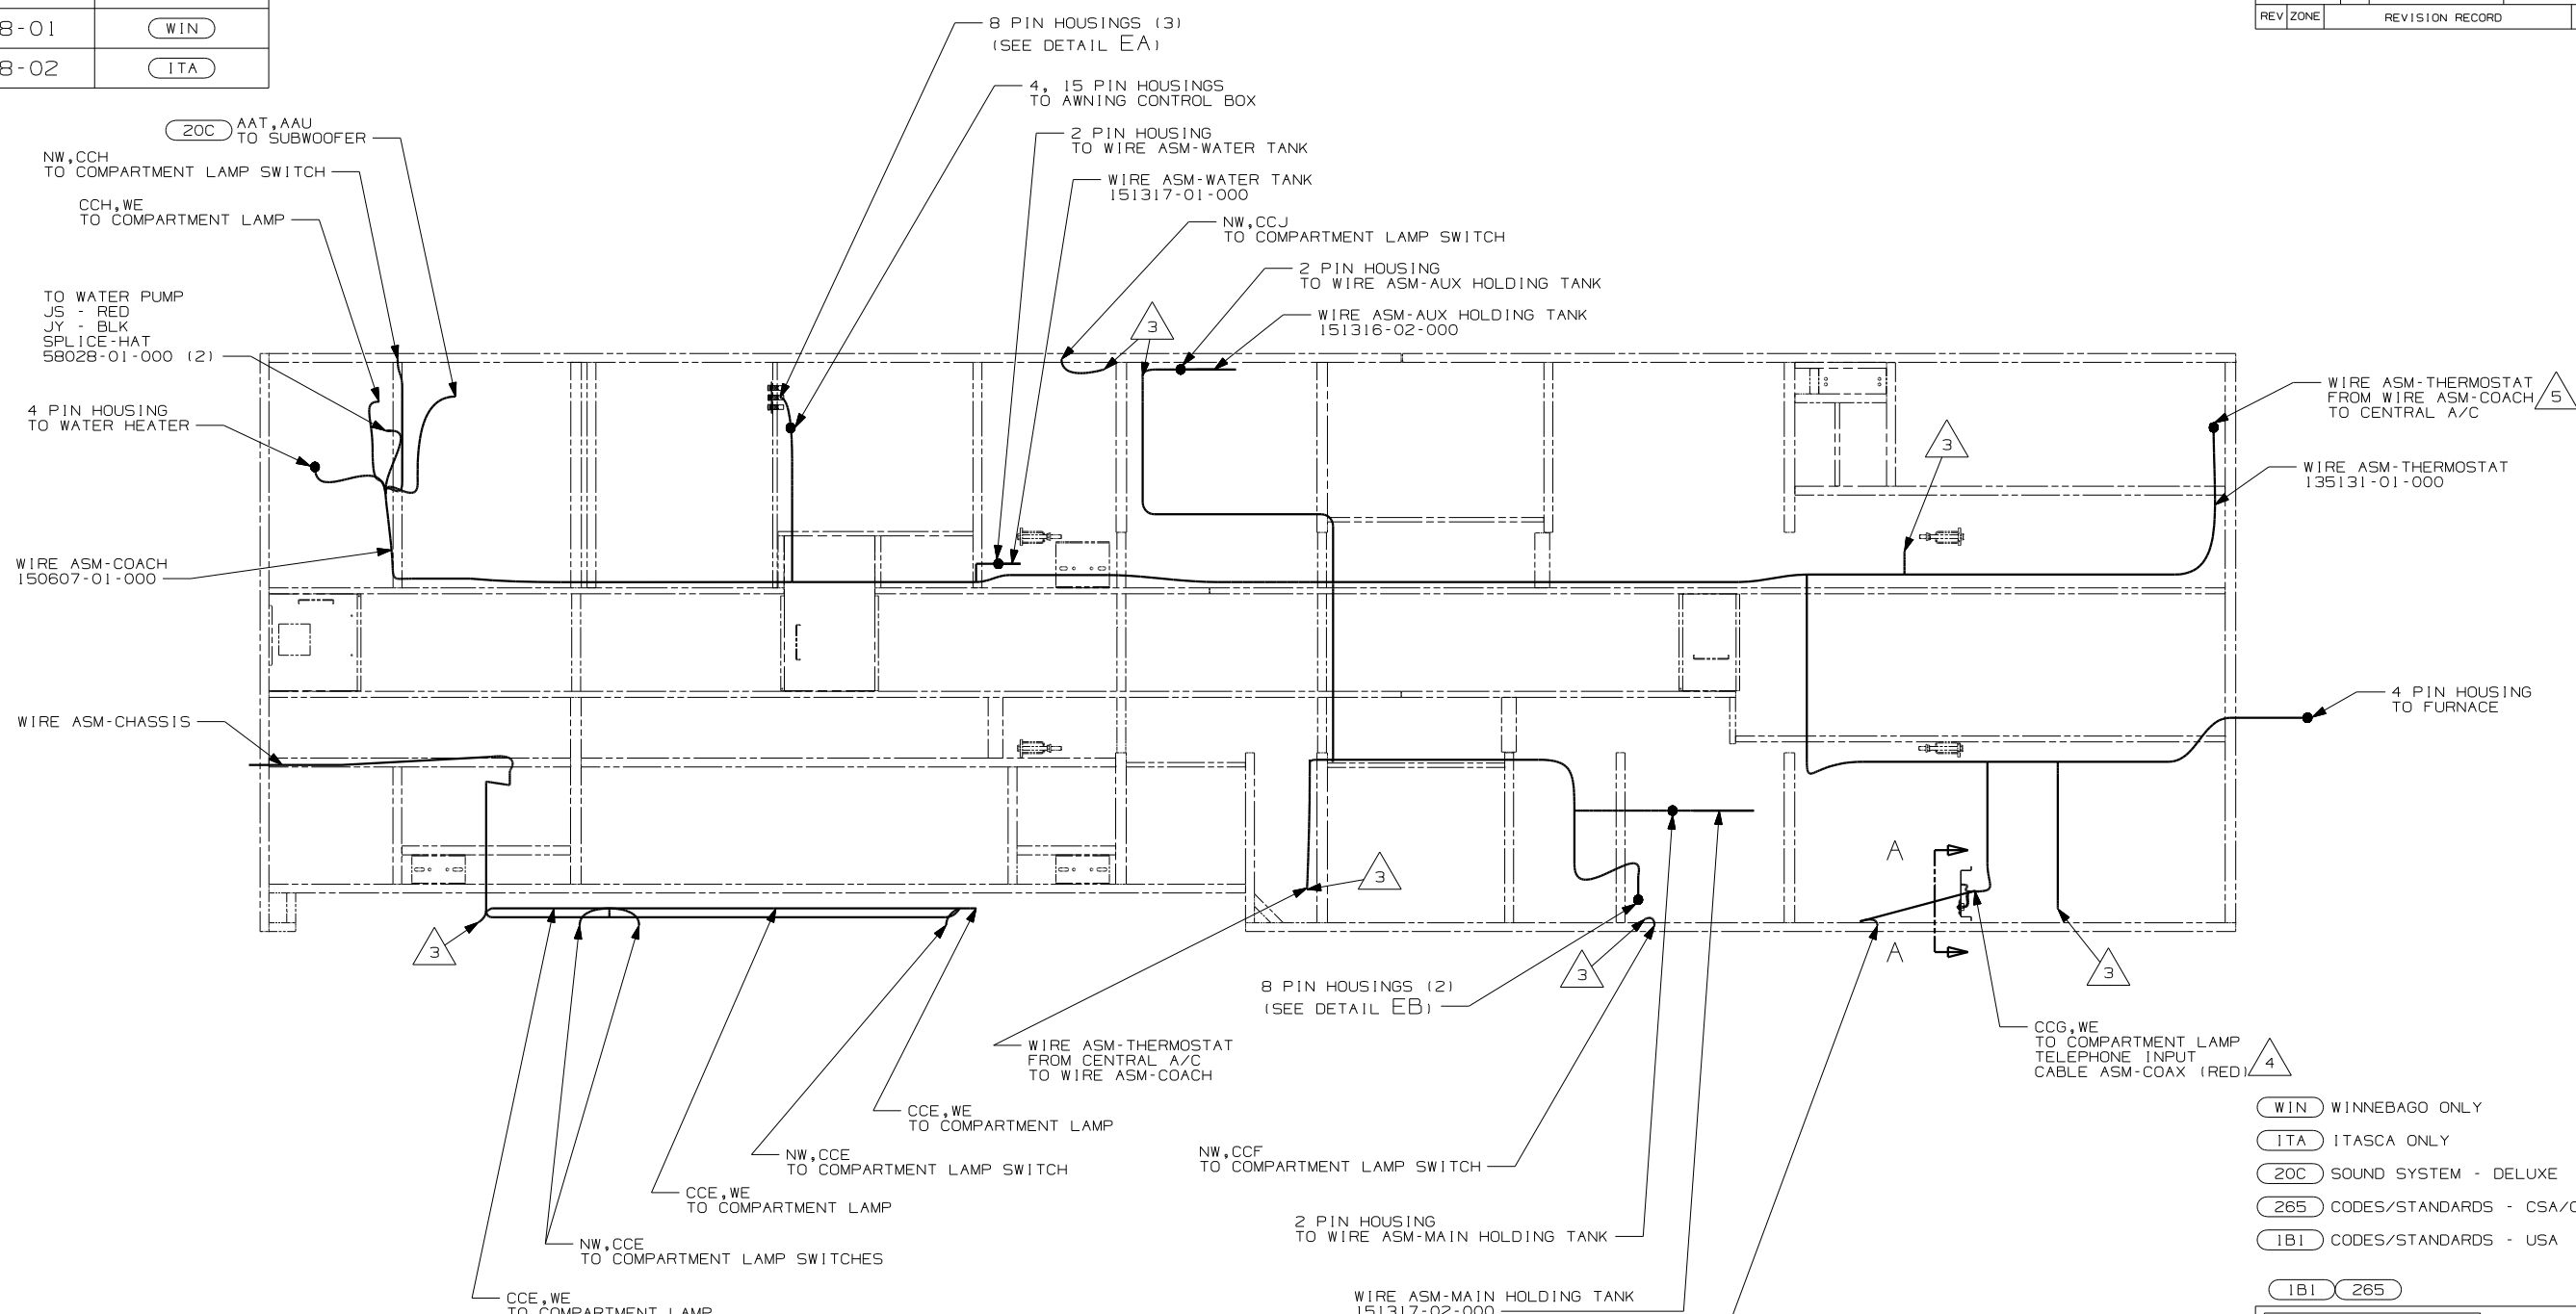 8-01
WIN
8-02
ITA
REV ZONE REVISION RECORD
8 PIN HOUSINGS (3)
(SEE DETAIL EA)
4, 15 PIN HOUSINGS
TO AWNING CONTROL BOX
20C
AAT,AAU
TO SUBWOOFER
2 PIN HOUSING
TO WIRE ASM-WATER TANK
NW,CCH
TO COMPARTMENT LAMP SWITCH
WIRE ASM-WATER TANK
151317-01-000
CCH,WE
TO COMPARTMENT LAMP
NW,CCJ
TO COMPARTMENT LAMP SWITCH
2 PIN HOUSING
TO WIRE ASM-AUX HOLDING TANK
TO WATER PUMP
JS - RED
JY - BLK
SPLICE-HAT
58028-01-000 (2)
WIRE ASM-AUX HOLDING TANK
151316-02-000
3
WIRE ASM-THERMOSTAT
FROM WIRE ASM-COACH
TO CENTRAL A/C
5
4 PIN HOUSING
TO WATER HEATER
3
WIRE ASM-THERMOSTAT
135131-01-000
WIRE ASM-COACH
150607-01-000
4 PIN HOUSING
TO FURNACE
WIRE ASM-CHASSIS
A
3
3
A
3
3
8 PIN HOUSINGS (2)
(SEE DETAIL EB)
CCG,WE
TO COMPARTMENT LAMP
TELEPHONE INPUT
CABLE ASM-COAX (RED)
4
WIRE ASM-THERMOSTAT
FROM CENTRAL A/C
TO WIRE ASM-COACH
CCE,WE
TO COMPARTMENT LAMP
WIN WINNEBAGO ONLY
ITA ITASCA ONLY
NW,CCE
TO COMPARTMENT LAMP SWITCH
NW,CCF
TO COMPARTMENT LAMP SWITCH
20C SOUND SYSTEM - DELUXE
CCE,WE
TO COMPARTMENT LAMP
265 CODES/STANDARDS - CSA/
2 PIN HOUSING
TO WIRE ASM-MAIN HOLDING TANK
1B1 CODES/STANDARDS - USA
NW,CCE
TO COMPARTMENT LAMP SWITCHES
1B1 265
CCE,WE
TO COMPARTMENT LAMP
WIRE ASM-MAIN HOLDING TANK
151317-02-000